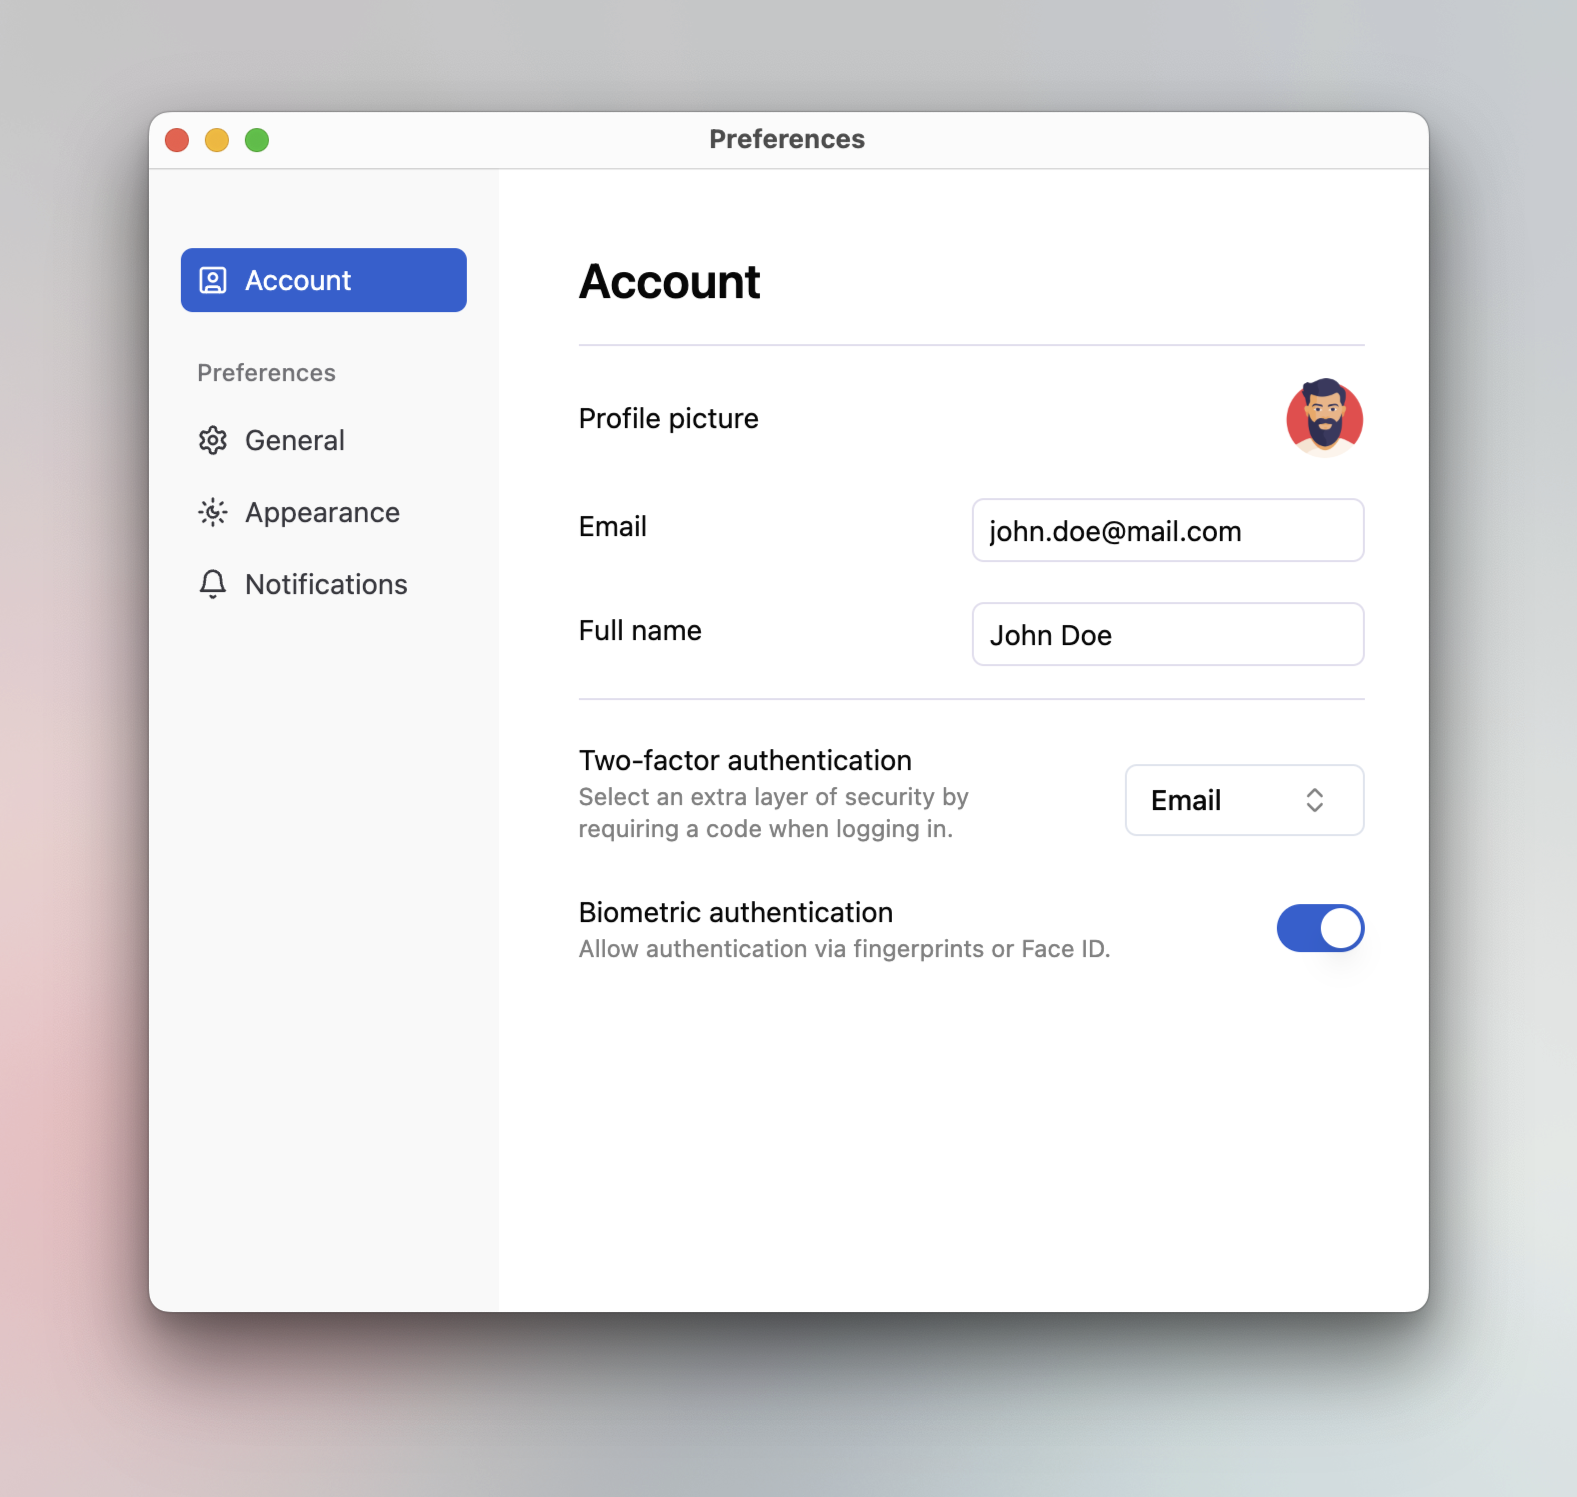 Preferences
Account
Preferences
General
Appearance
Notifications
Account
Profile picture
Email
john.doe@mail.com
Full name
John Doe
Two-factor authentication
Select an extra layer of security by
requiring a code when logging in.
Email
Biometric authentication
Allow authentication via fingerprints or Face ID.